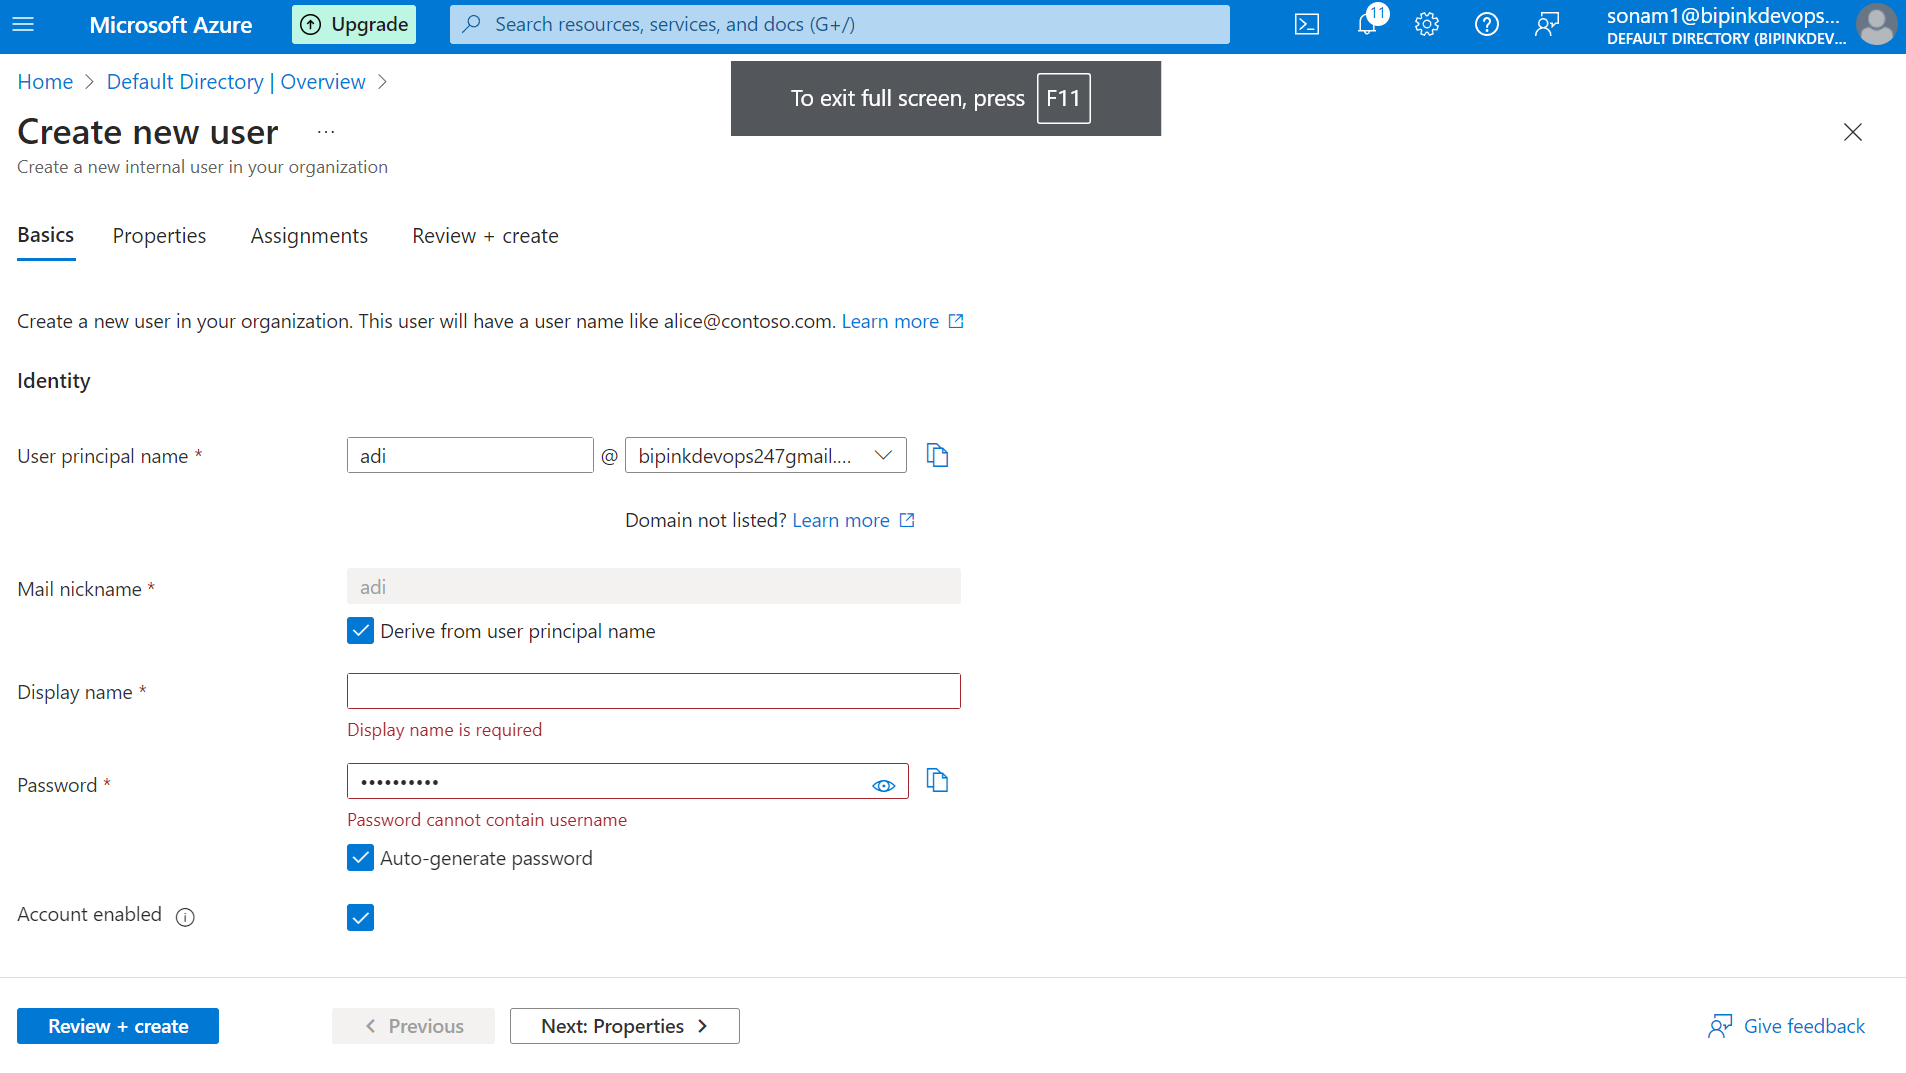 Microsoft Azure
Upgrade
Search resources, services, and docs (G+/)
11
sonam1@bipinkdevops...
DEFAULT DIRECTORY (BIPINKDEV...
Home > Default Directory | Overview >
To exit full screen, press F11
Create new user ...
Create a new internal user in your organization
Basics Properties Assignments Review + create
Create a new user in your organization. This user will have a user name like alice@contoso.com. Learn more
Identity
User principal name *
adi @ bipinkdevops247gmail....
Domain not listed? Learn more
Mail nickname *
adi
Derive from user principal name
Display name *
Display name is required
Password *
••••••••••
Password cannot contain username
Auto-generate password
Account enabled
Review + create
< Previous
Next: Properties >
Give feedback